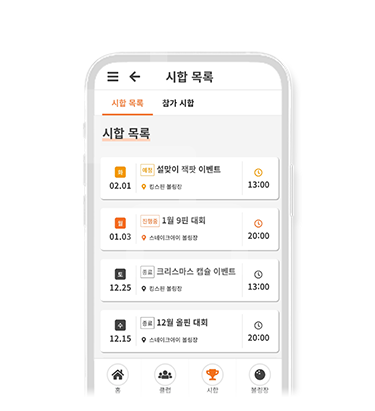 시합 목록
시합 목록 참가 시합
시합 목록
화 예정 설맞이 잭팟 이벤트
02.01 킹스핀 볼링장 13:00
월 진행중 1월 9핀 대회
01.03 스네이크아이 볼링장 20:00
토 종료 크리스마스 캡슐 이벤트
12.25 킹스핀 볼링장 13:00
수 종료 12월 올핀 대회
12.15 스네이크아이 볼링장 20:00
홈 클럽 시합 볼링장